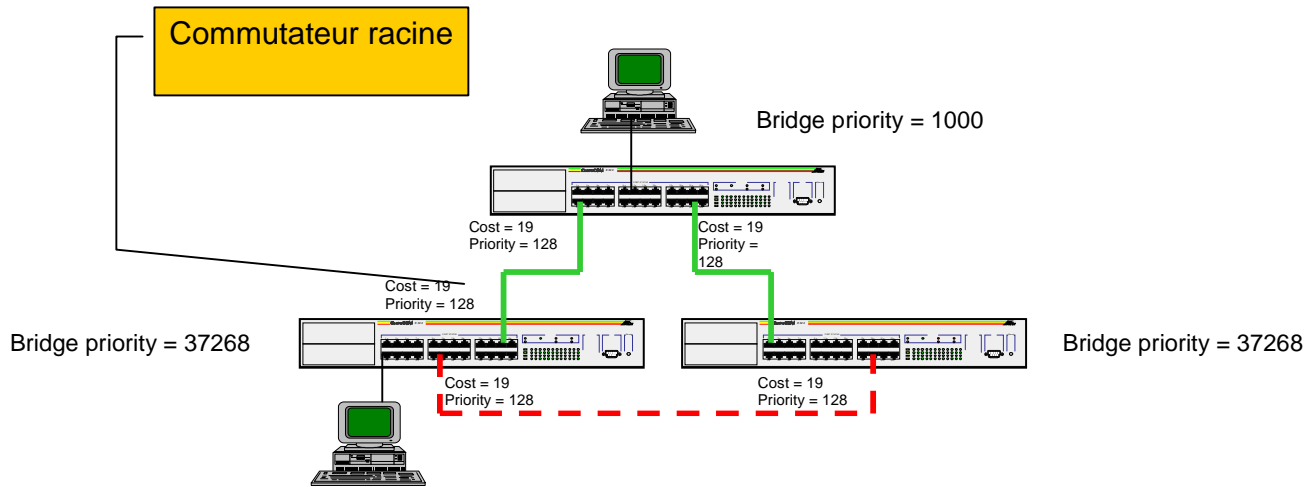 Commutateur racine
Bridge priority = 1000
Cost = 19
Priority = 128
Cost = 19
Priority =
128
Cost = 19
Priority = 128
Bridge priority = 37268
Bridge priority = 37268
Cost = 19
Priority = 128
Cost = 19
Priority = 128